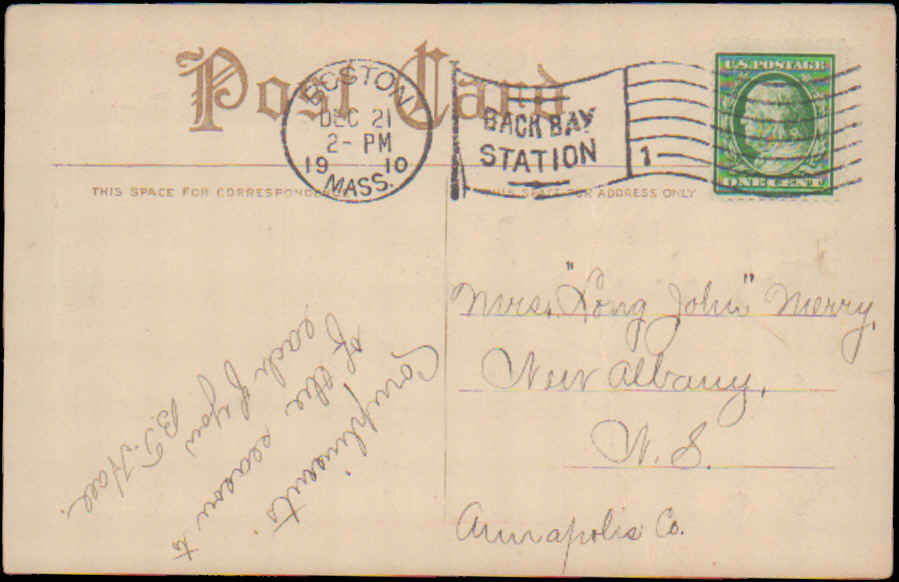 Post Card
BOSTON
DEC 21
2- PM
1910
MASS.
BACK BAY
STATION
1
U.S. POSTAGE
ONE CENT
THIS SPACE FOR CORRESPONDENCE
THIS SPACE FOR ADDRESS ONLY
Compliments
of the season to
each of you
B.T. Hall.
Mrs. "Long John" Merry,
New Albany,
N. S.
Annapolis Co.